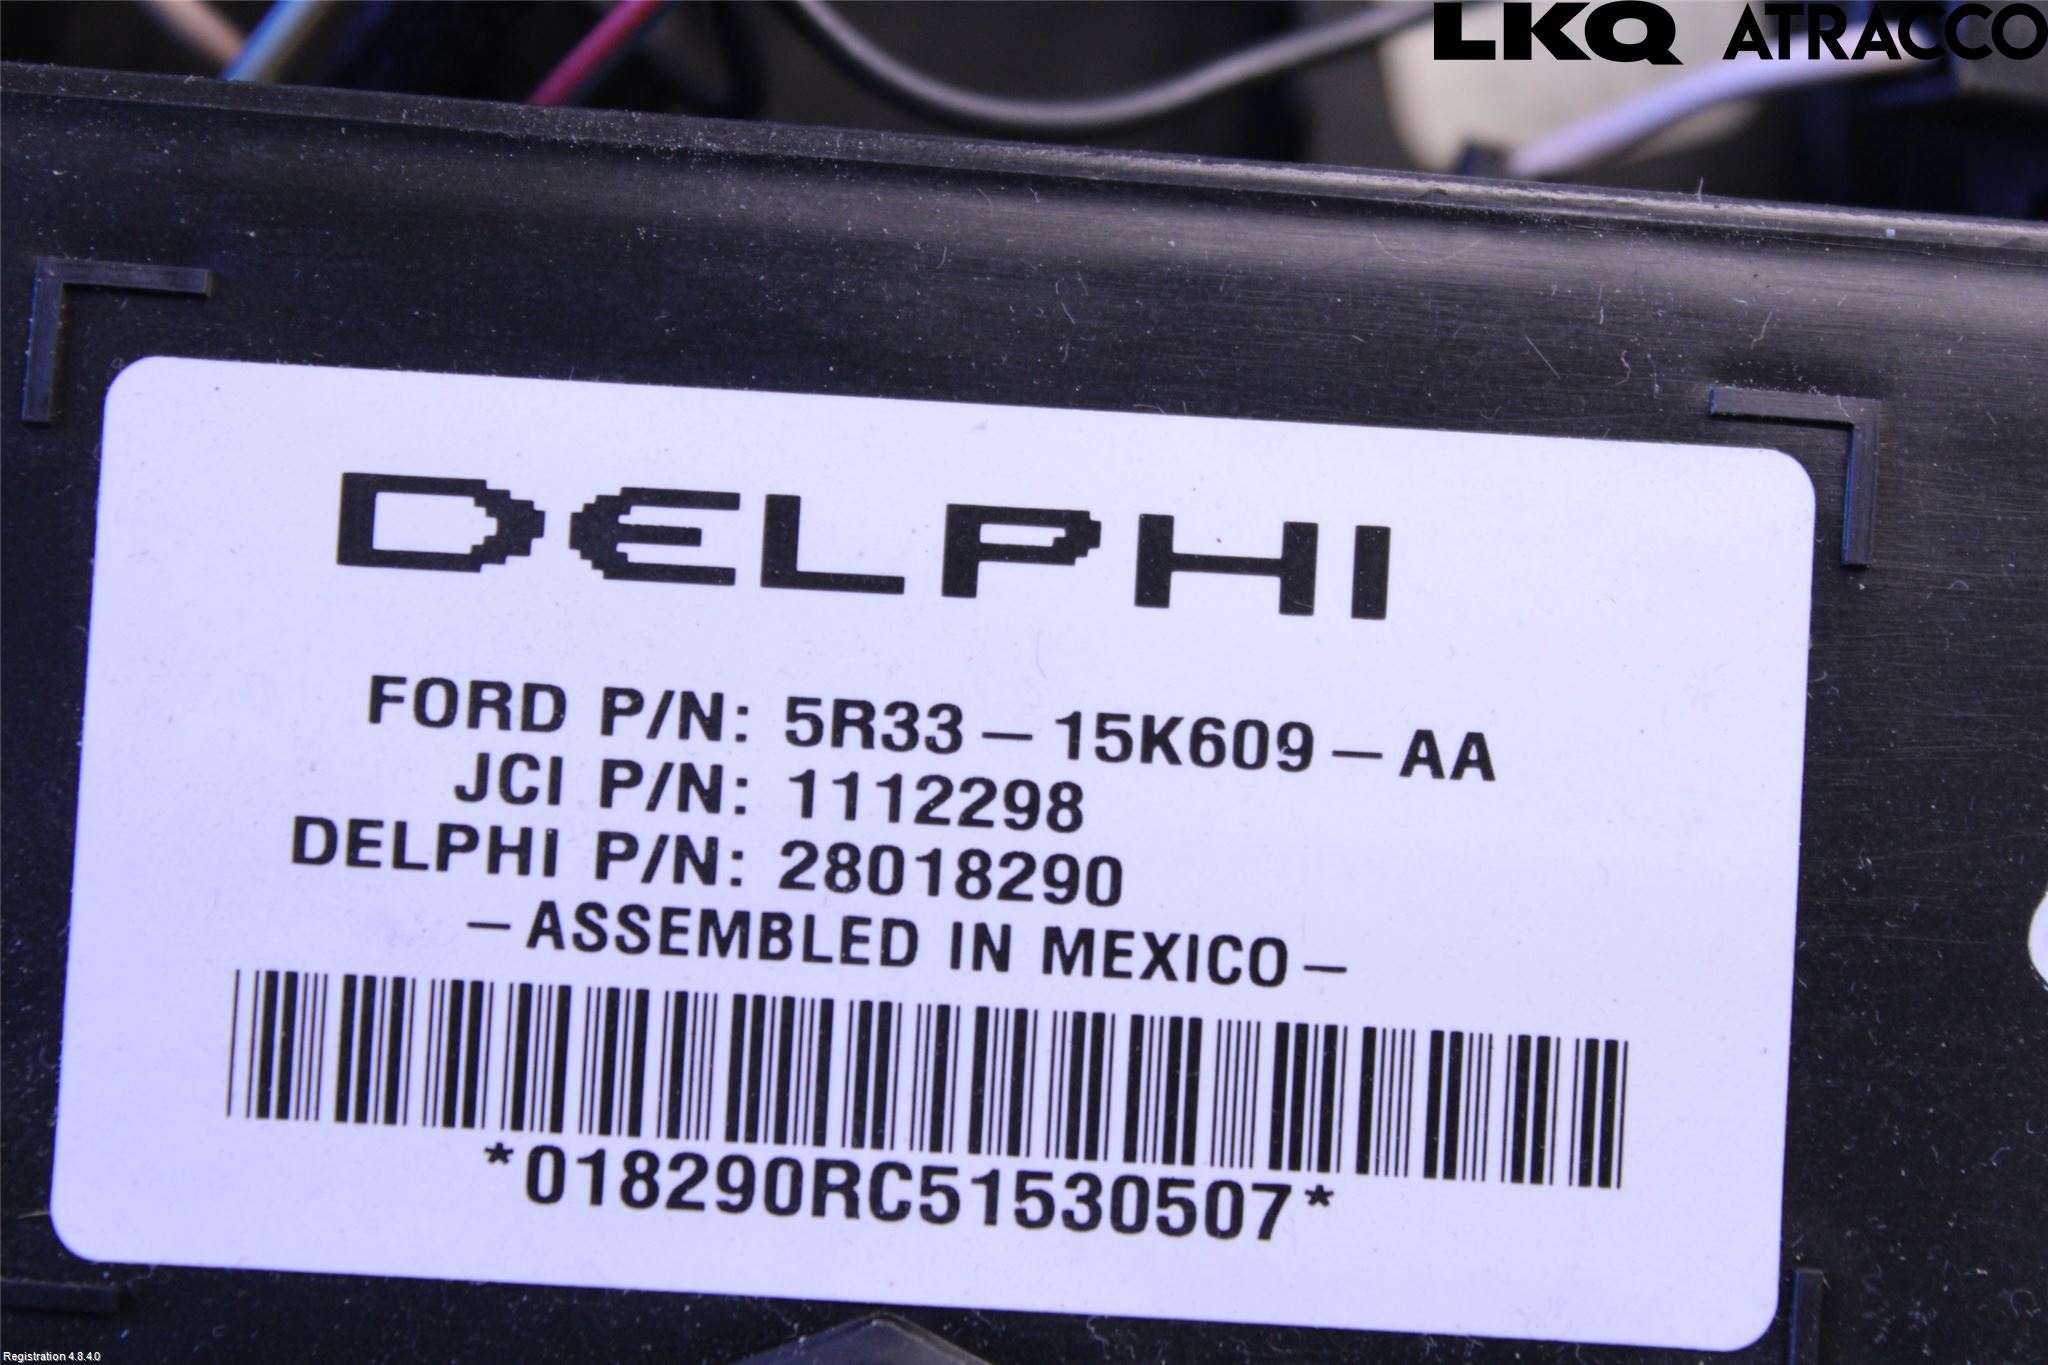 LKQ ATRACCO
DELPHI
FORD P/N: 5R33-15K609-AA
JCI P/N: 1112298
DELPHI P/N: 28018290
-ASSEMBLED IN MEXICO-
*018290RC51530507*
Registration 4.8.4.0